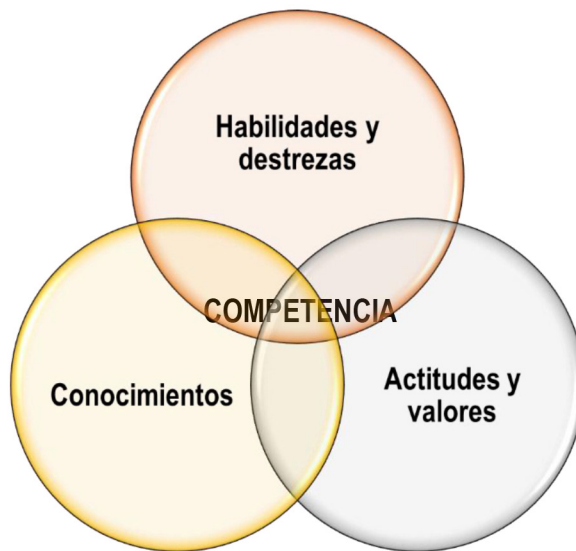 Habilidades y
destrezas
COMPETENCIA
Conocimientos
Actitudes y
valores